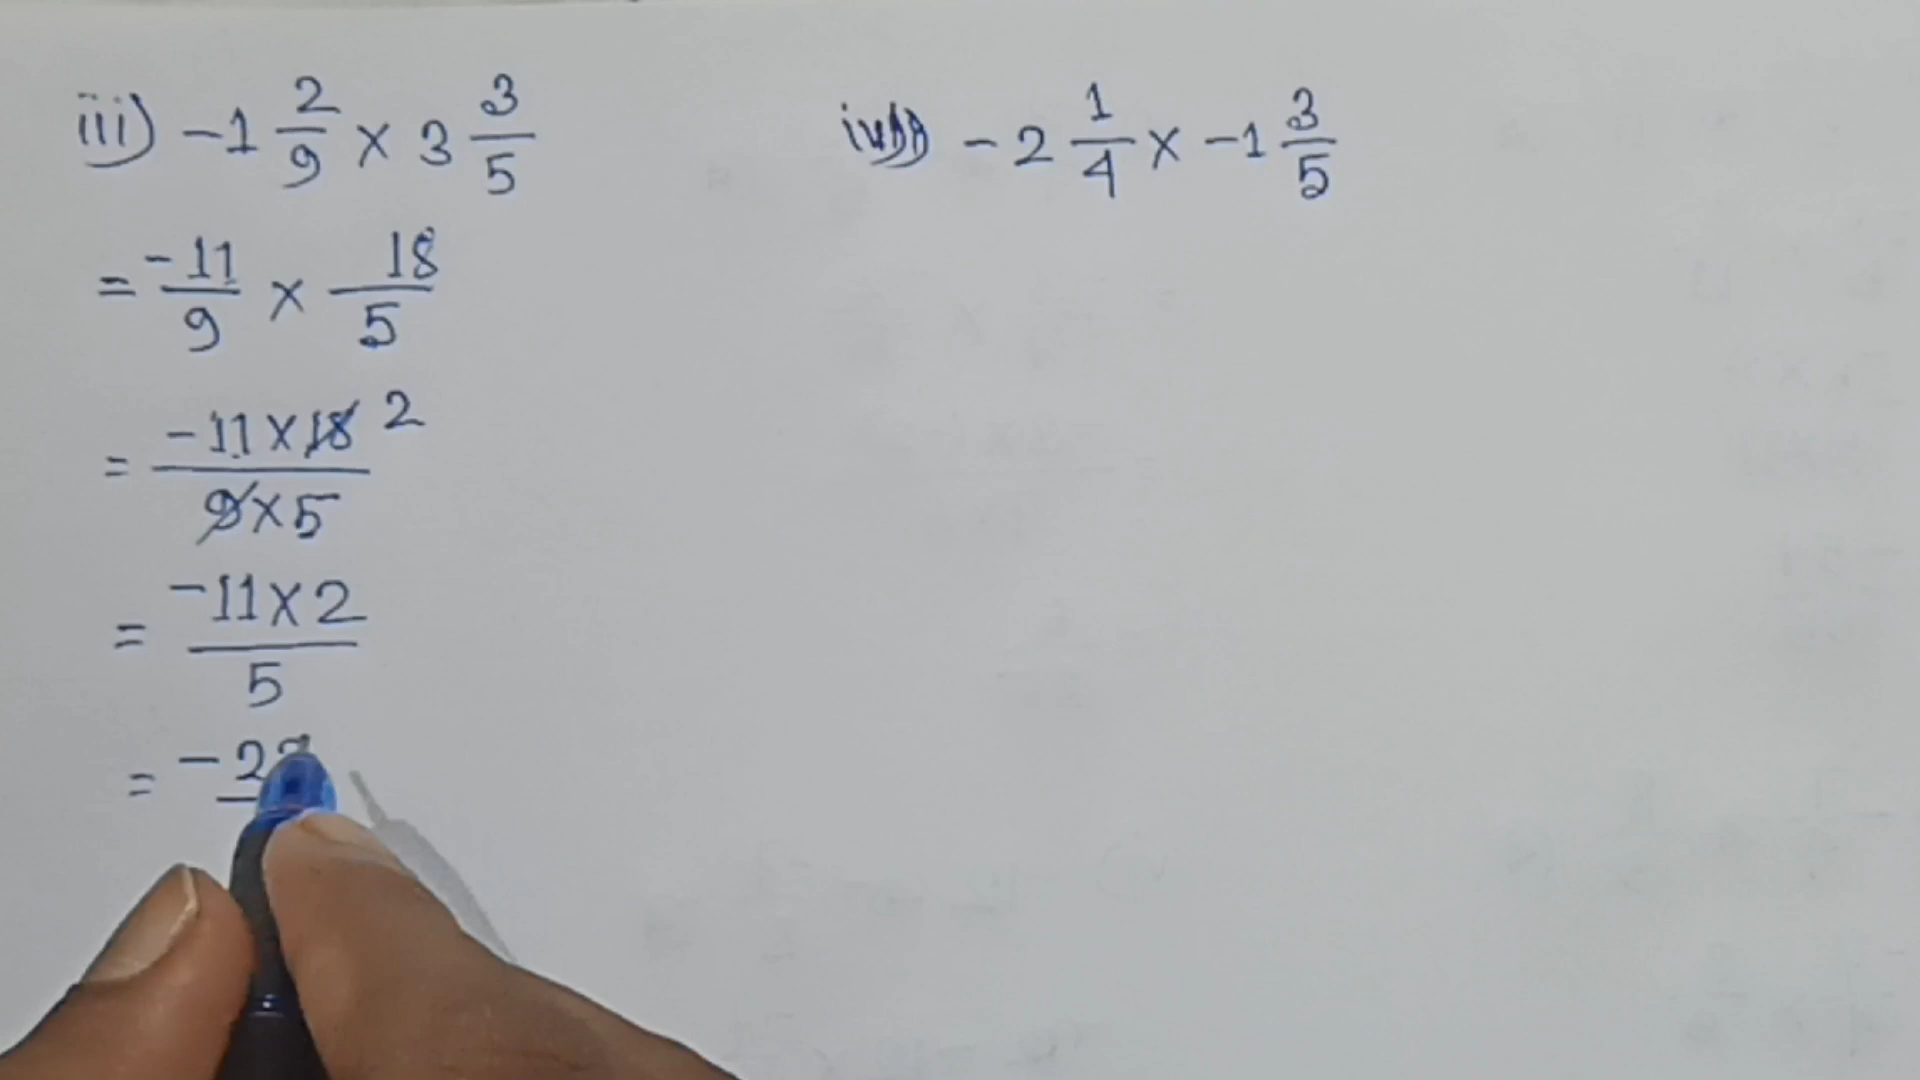 iii) -1 2/9 × 3 3/5
= -11/9 × 18/5
= -11×18 2/9×5
= -11×2/5
= -22
iv) -2 1/4 × -1 3/5